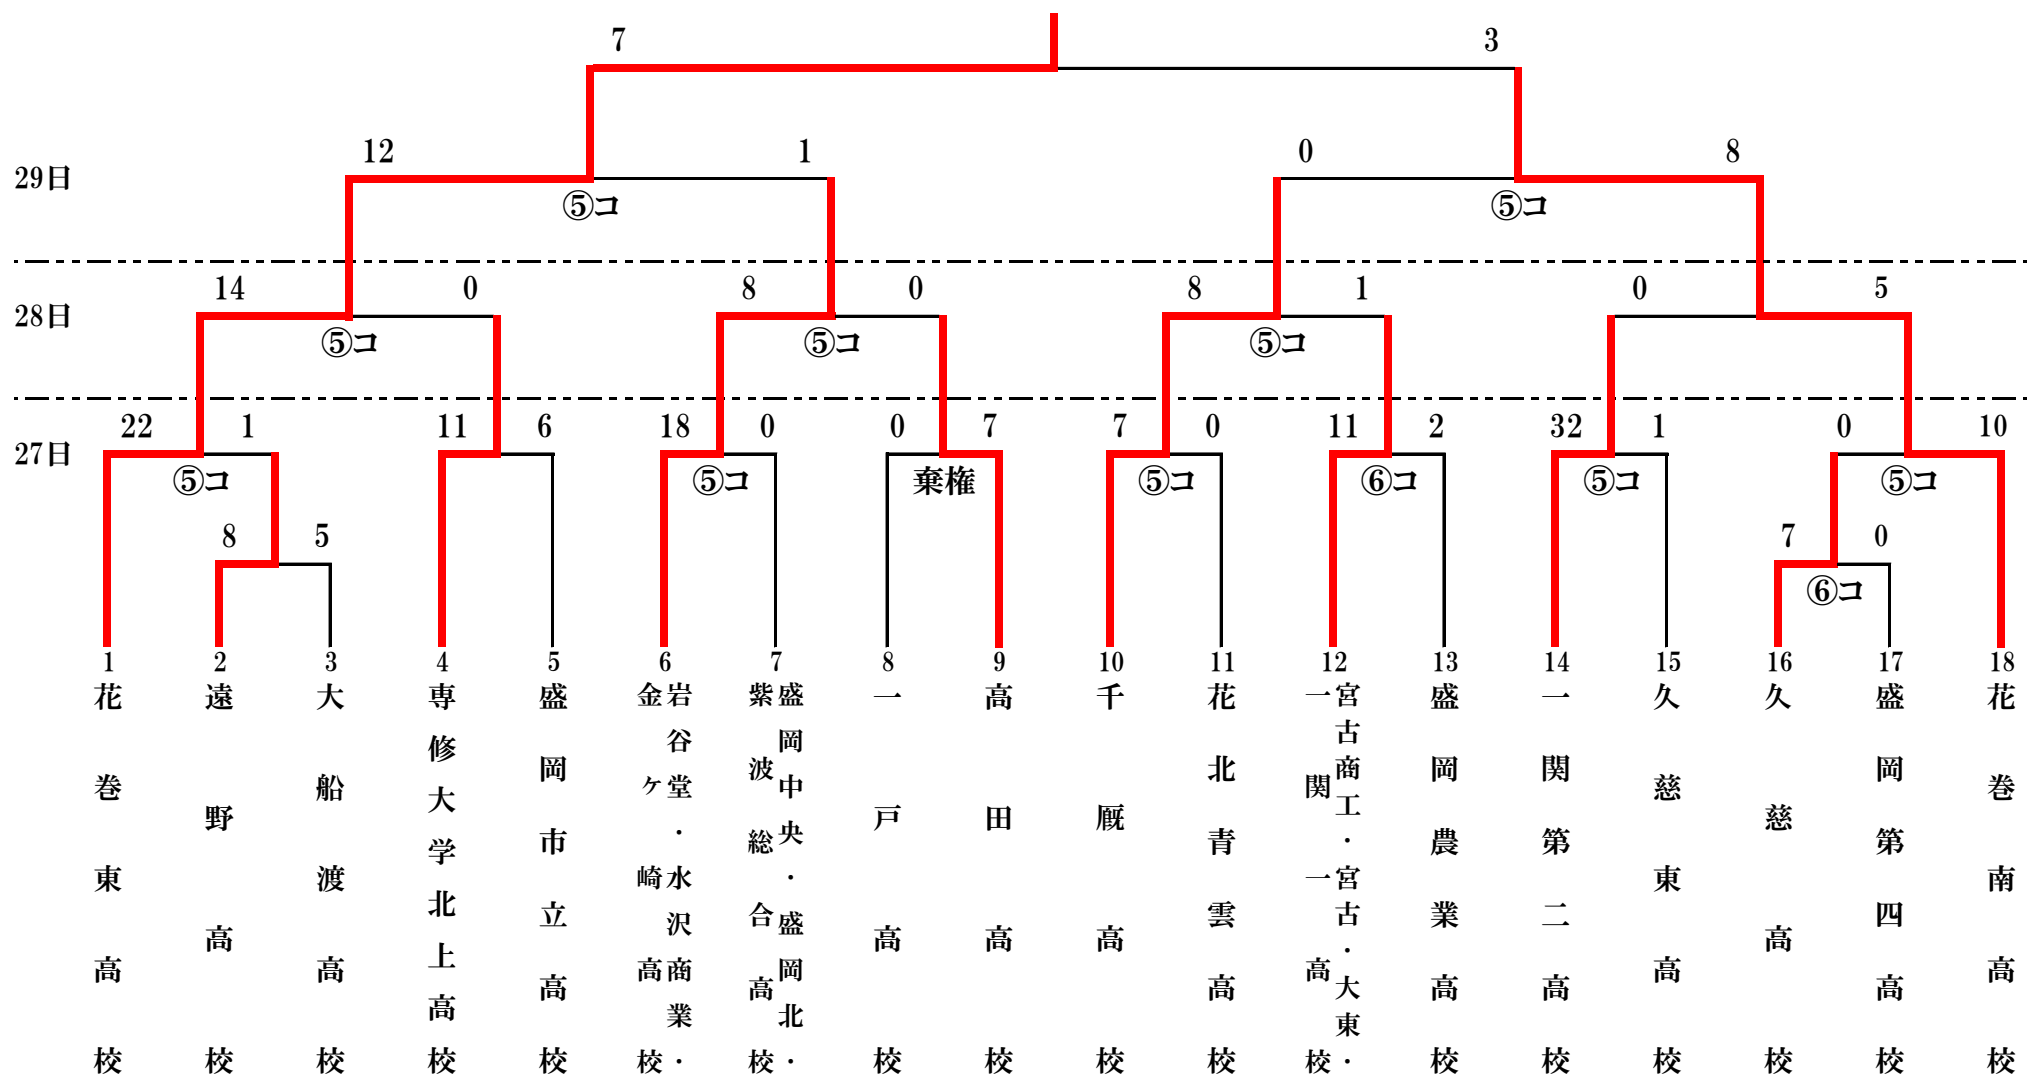 7 3
12 1 0 8
29日
⑤コ ⑤コ
14 0 8 0 8 1 0 5
28日
⑤コ ⑤コ ⑤コ
22 1 11 6 18 0 0 7 7 0 11 2 32 1 0 10
27日
⑤コ ⑤コ 棄権 ⑤コ ⑥コ ⑤コ ⑤コ
8 5 7 0
⑥コ
1 2 3 4 5 6 7 8 9 10 11 12 13 14 15 16 17 18
花巻東高校
遠野高校
大船渡高校
専修大学北上高校
盛岡市立高校
岩谷堂・水沢商業・
金ケ崎高校
盛岡中央・盛岡北・
紫波総合高校
一戸高校
高田高校
千厩高校
花北青雲高校
宮古商工・宮古・大東・
一関一高校
盛岡農業高校
一関第二高校
久慈東高校
久慈高校
盛岡第四高校
花巻南高校